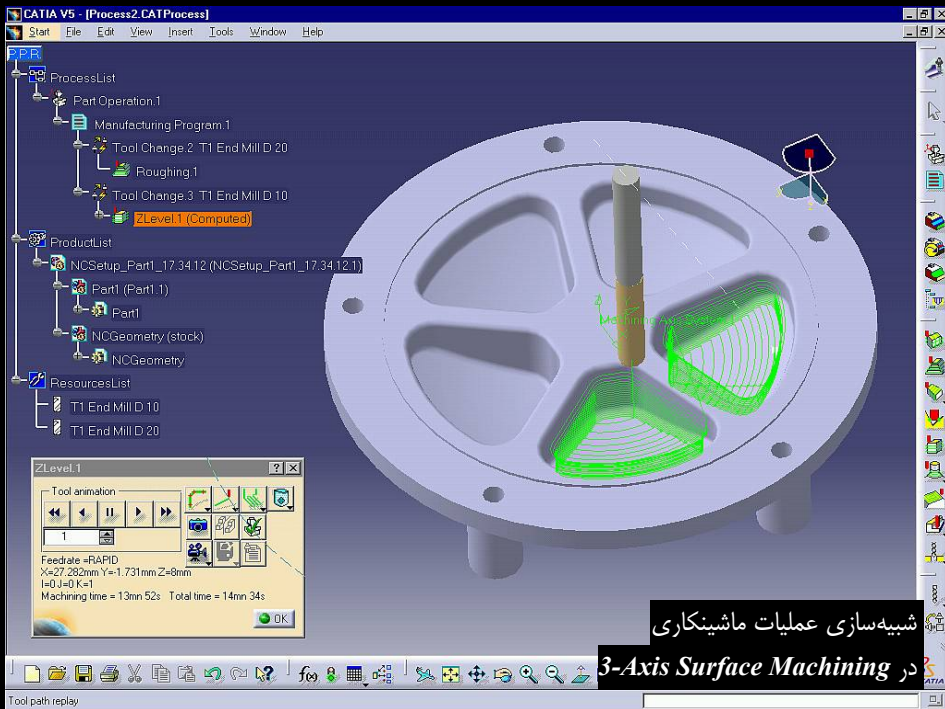 CATIA V5 - [Process2.CATProcess]
Start File Edit View Insert Tools Window Help
P.P.R.
ProcessList
Part Operation.1
Manufacturing Program.1
Tool Change.2 T1 End Mill D 20
Roughing.1
Tool Change.3 T1 End Mill D 10
ZLevel.1 (Computed)
ProductList
NCSetup_Part1_17.34.12 (NCSetup_Part1_17.34.12.1)
Part1 (Part1.1)
Part1
NCGeometry (stock)
NCGeometry
ResourcesList
T1 End Mill D 10
T1 End Mill D 20
Z
Machining Axis System
ZLevel.1
Tool animation
1
Feedrate =RAPID
X=27.282mm Y=-1.731mm Z=8mm
I=0 J=0 K=1
Machining time = 13mn 52s Total time = 14mn 34s
OK
شبیه‌سازی عملیات ماشینکاری
در 3-Axis Surface Machining
f(x)
CATIA
Tool path replay